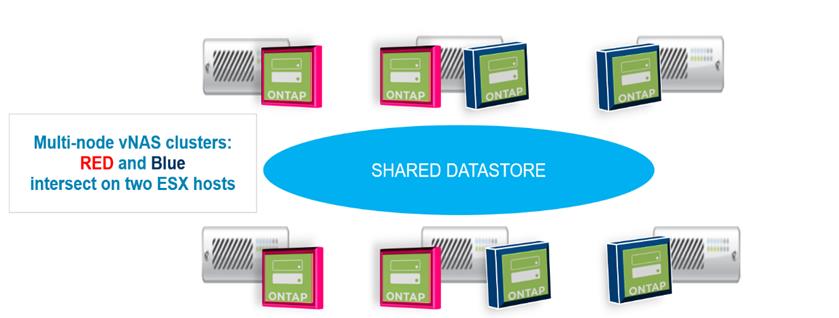 ONTAP
ONTAP
ONTAP
ONTAP
Multi-node vNAS clusters:
RED and Blue
intersect on two ESX hosts
SHARED DATASTORE
ONTAP
ONTAP
ONTAP
ONTAP